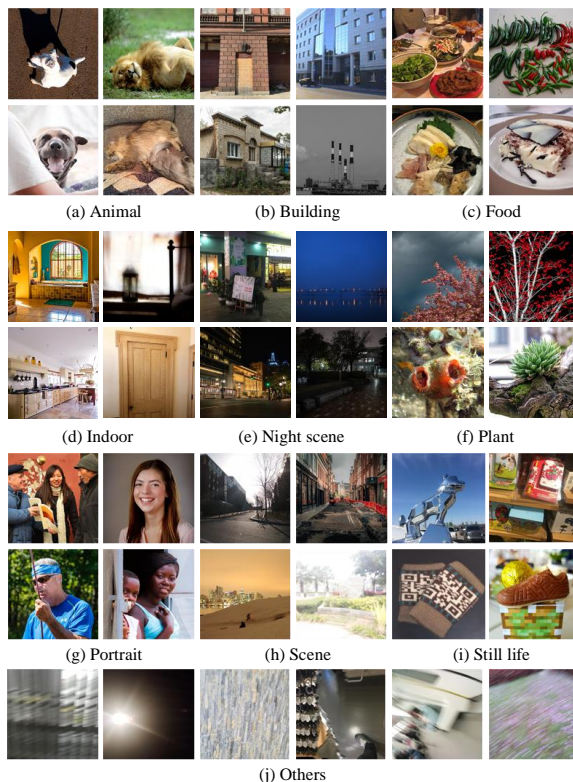 (a) Animal
(b) Building
(c) Food
(d) Indoor
(e) Night scene
(f) Plant
(g) Portrait
(h) Scene
(i) Still life
(j) Others